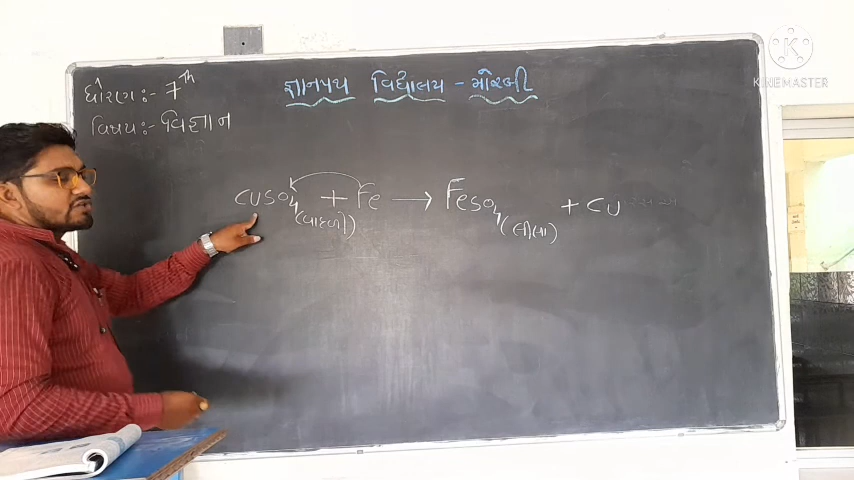 જ્ઞાનપથ વિદ્યાલય - મોરબી
ધોરણ :- 7th
વિષય :- વિજ્ઞાન
CuSO4 + Fe → FeSO4 + Cu
(વાદળી) (લીલા)
KINEMASTER